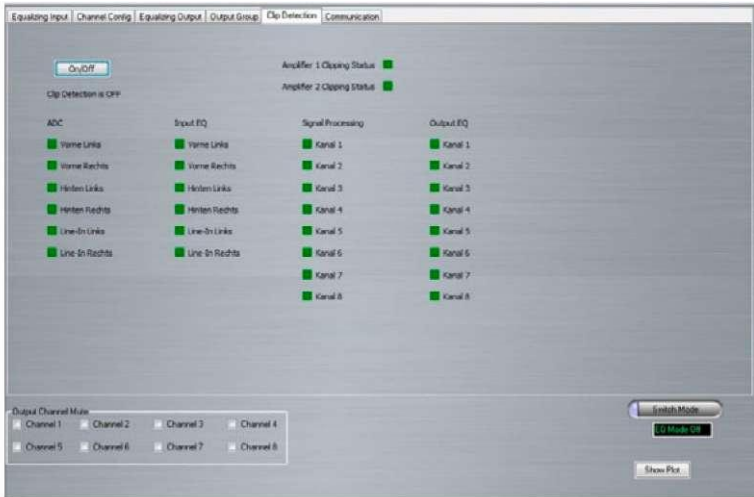 Equalizing Input Channel Config Equalizing Output Output Group Clip Detection Communication
On/Off
Clip Detection is OFF
Amplifier 1 Clipping Status
Amplifier 2 Clipping Status
ADC
Vorne Links
Vorne Rechts
Hinten Links
Hinten Rechts
Line-In Links
Line-In Rechts
Input EQ
Vorne Links
Vorne Rechts
Hinten Links
Hinten Rechts
Line-In Links
Line-In Rechts
Signal Processing
Kanal 1
Kanal 2
Kanal 3
Kanal 4
Kanal 5
Kanal 6
Kanal 7
Kanal 8
Output EQ
Kanal 1
Kanal 2
Kanal 3
Kanal 4
Kanal 5
Kanal 6
Kanal 7
Kanal 8
Output Channel Mute
Channel 1 Channel 2 Channel 3 Channel 4
Channel 5 Channel 6 Channel 7 Channel 8
Switch Mode
EQ Mode Off
Show Plot